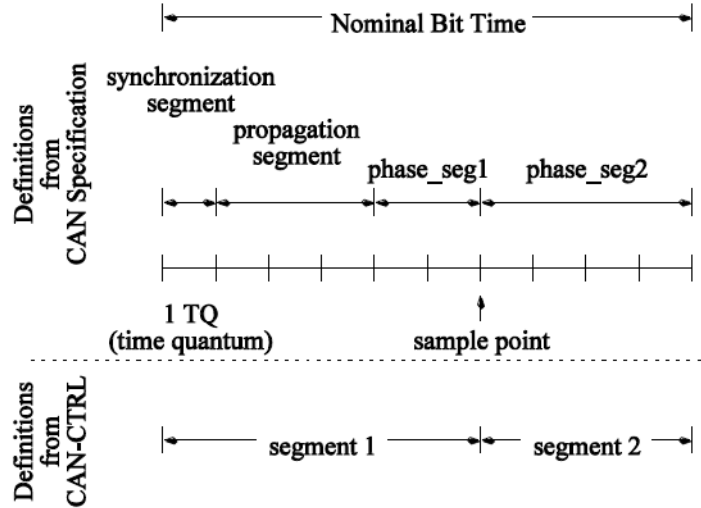 Nominal Bit Time
synchronization
segment
propagation
segment
phase_seg1
phase_seg2
Definitions
from
CAN Specification
1 TQ
(time quantum)
sample point
Definitions
from
CAN-CTRL
segment 1
segment 2